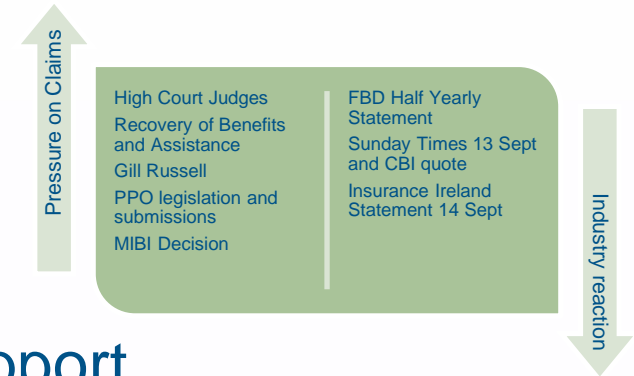 Pressure on Claims
High Court Judges
Recovery of Benefits
and Assistance
Gill Russell
PPO legislation and
submissions
MIBI Decision
FBD Half Yearly
Statement
Sunday Times 13 Sept
and CBI quote
Insurance Ireland
Statement 14 Sept
Industry reaction